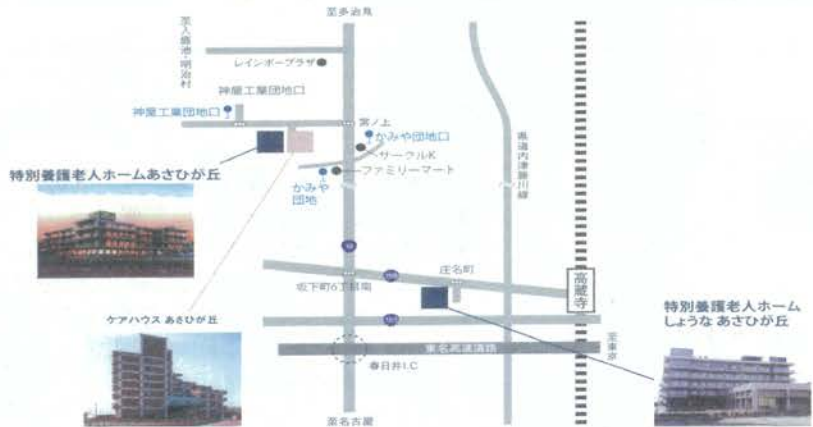 至多治見
至入鹿池・明治村
レインボープラザ
神屋工業団地口
神屋工業団地口
宮ノ上
かみや団地口
サークルK
ファミリーマート
かみや
団地
県道内津勝川線
特別養護老人ホームあさひが丘
19
庄名町
坂下町6丁目南
高蔵寺
ケアハウス あさひが丘
特別養護老人ホーム
しょうな あさひが丘
東名高速道路
至東京
春日井I.C
至名古屋